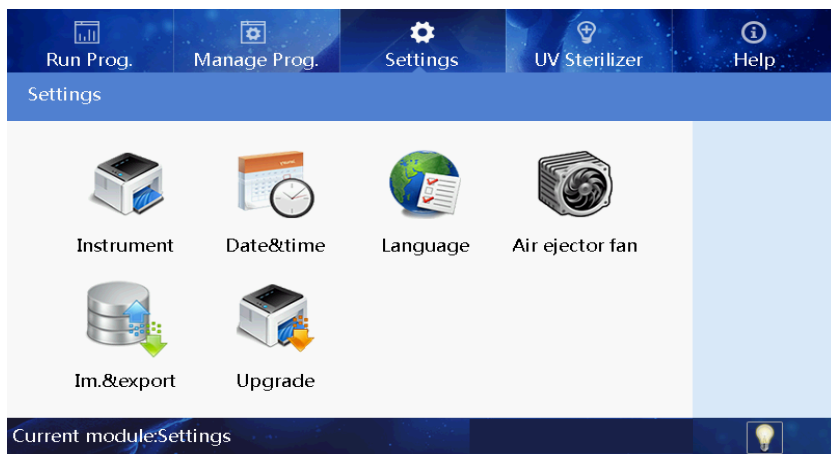 Run Prog. Manage Prog. Settings UV Sterilizer Help
Settings
Instrument Date&time Language Air ejector fan
Im.&export Upgrade
Current module:Settings